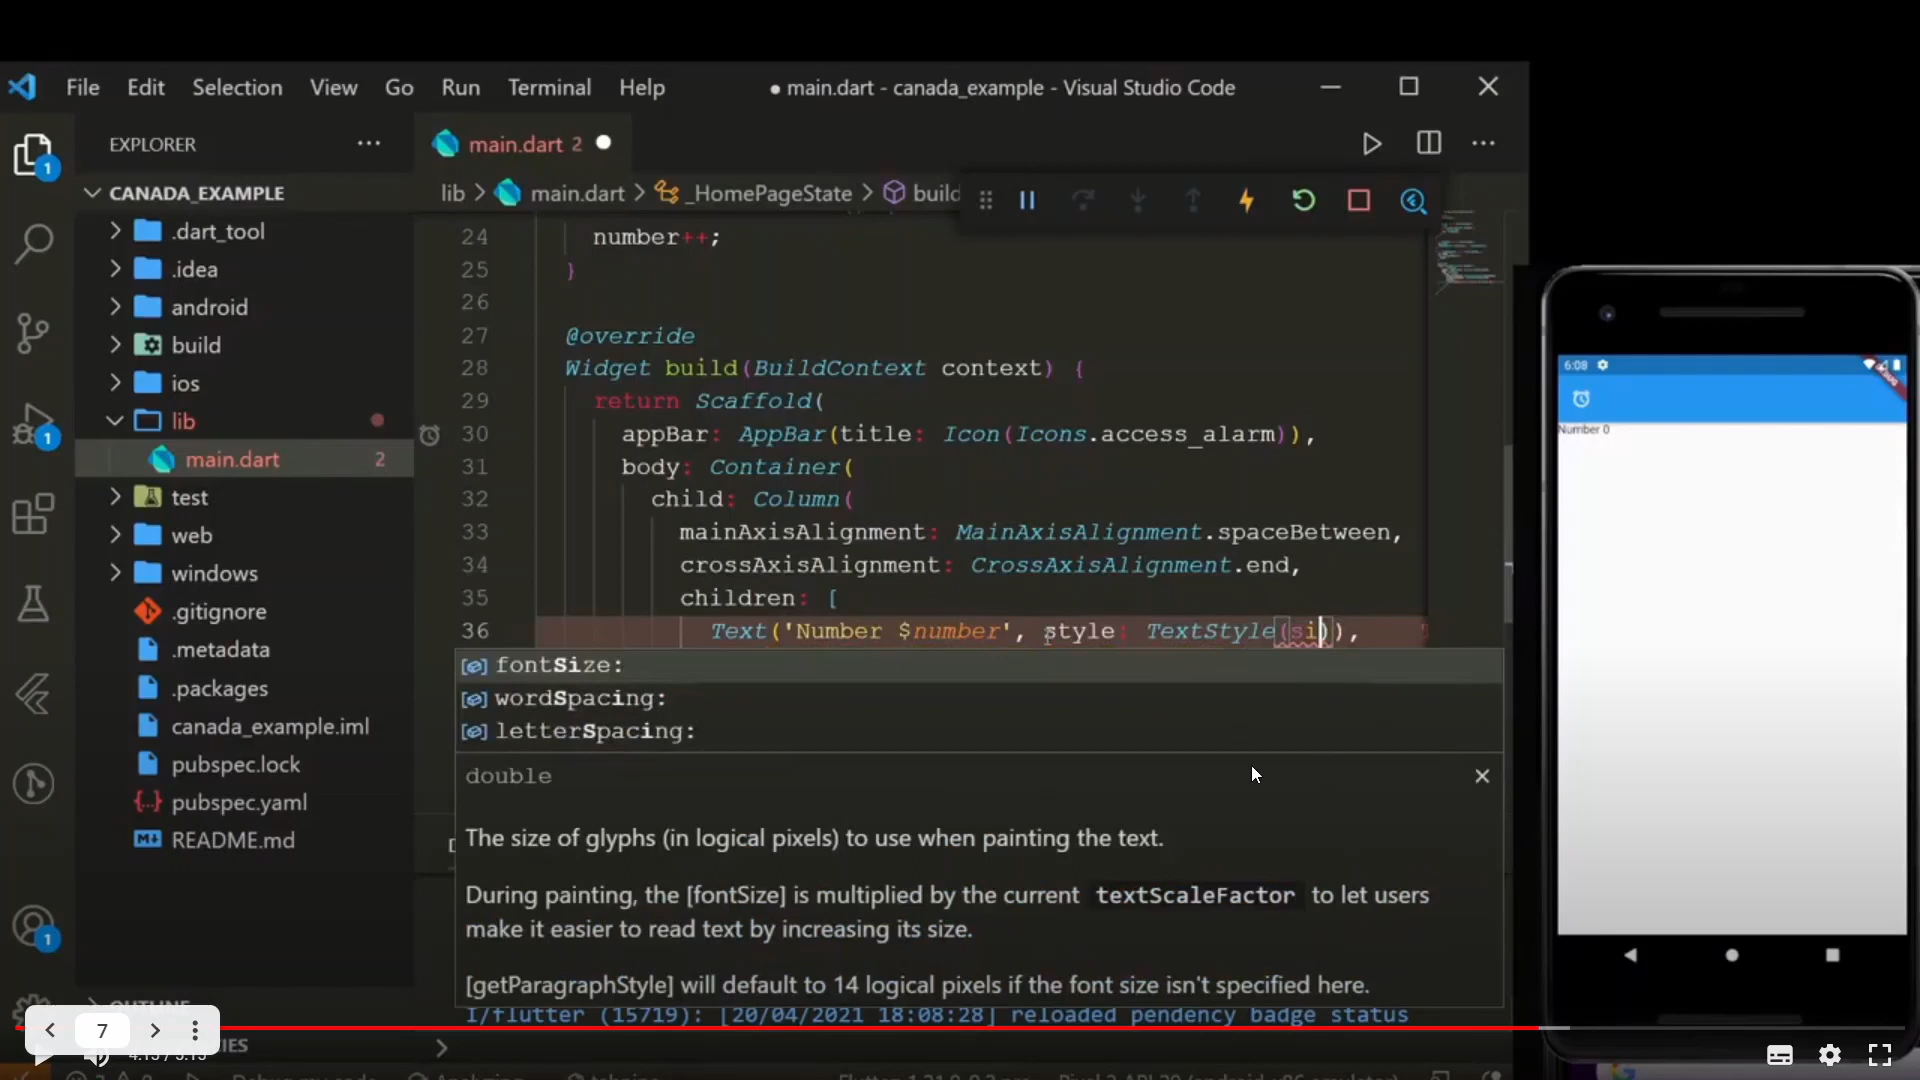 File Edit Selection View Go Run Terminal Help
● main.dart - canada_example - Visual Studio Code
EXPLORER
main.dart 2
CANADA_EXAMPLE
lib > main.dart > _HomePageState > build
.dart_tool
.idea
android
build
ios
lib
main.dart 2
test
web
windows
.gitignore
.metadata
.packages
canada_example.iml
pubspec.lock
pubspec.yaml
README.md
OUTLINE
1
1
1
24 number++;
25 }
26
27 @override
28 Widget build(BuildContext context) {
29 return Scaffold(
30 appBar: AppBar(title: Icon(Icons.access_alarm)),
31 body: Container(
32 child: Column(
33 mainAxisAlignment: MainAxisAlignment.spaceBetween,
34 crossAxisAlignment: CrossAxisAlignment.end,
35 children: [
36 Text('Number $number', style: TextStyle(si)),
fontSize:
wordSpacing:
letterSpacing:
double
The size of glyphs (in logical pixels) to use when painting the text.
During painting, the [fontSize] is multiplied by the current textScaleFactor to let users
make it easier to read text by increasing its size.
[getParagraphStyle] will default to 14 logical pixels if the font size isn't specified here.
I/flutter (15719): [20/04/2021 18:08:28] reloaded pendency badge status
7
6:08
Number 0